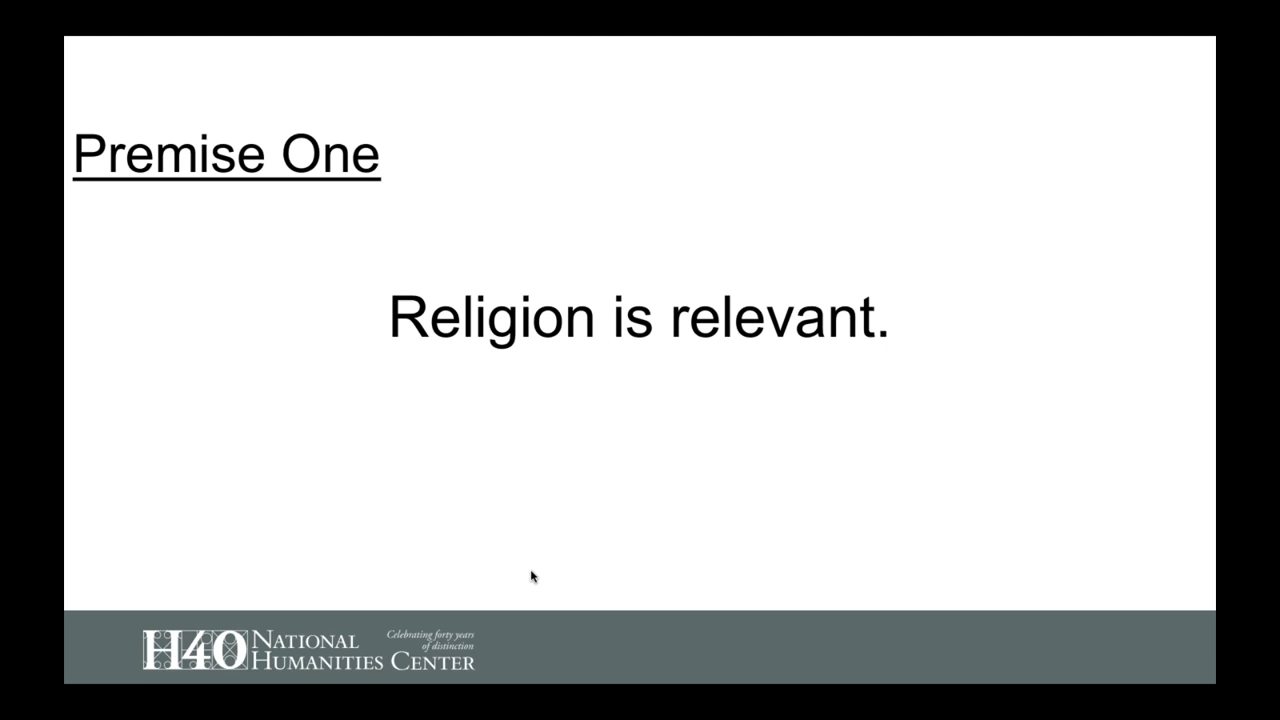 Premise One
Religion is relevant.
H40 NATIONAL HUMANITIES CENTER
Celebrating forty years
of distinction